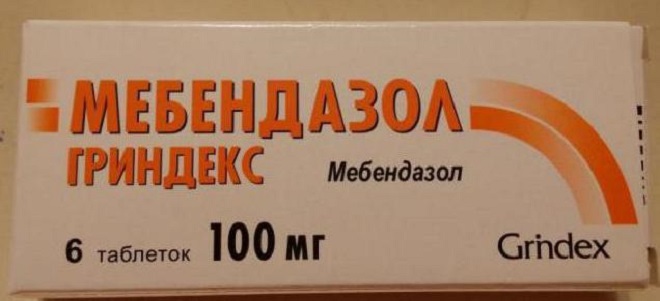 МЕБЕНДАЗОЛ
ГРИНДЕКС
Мебендазол
6 таблеток 100 мг
Grindex